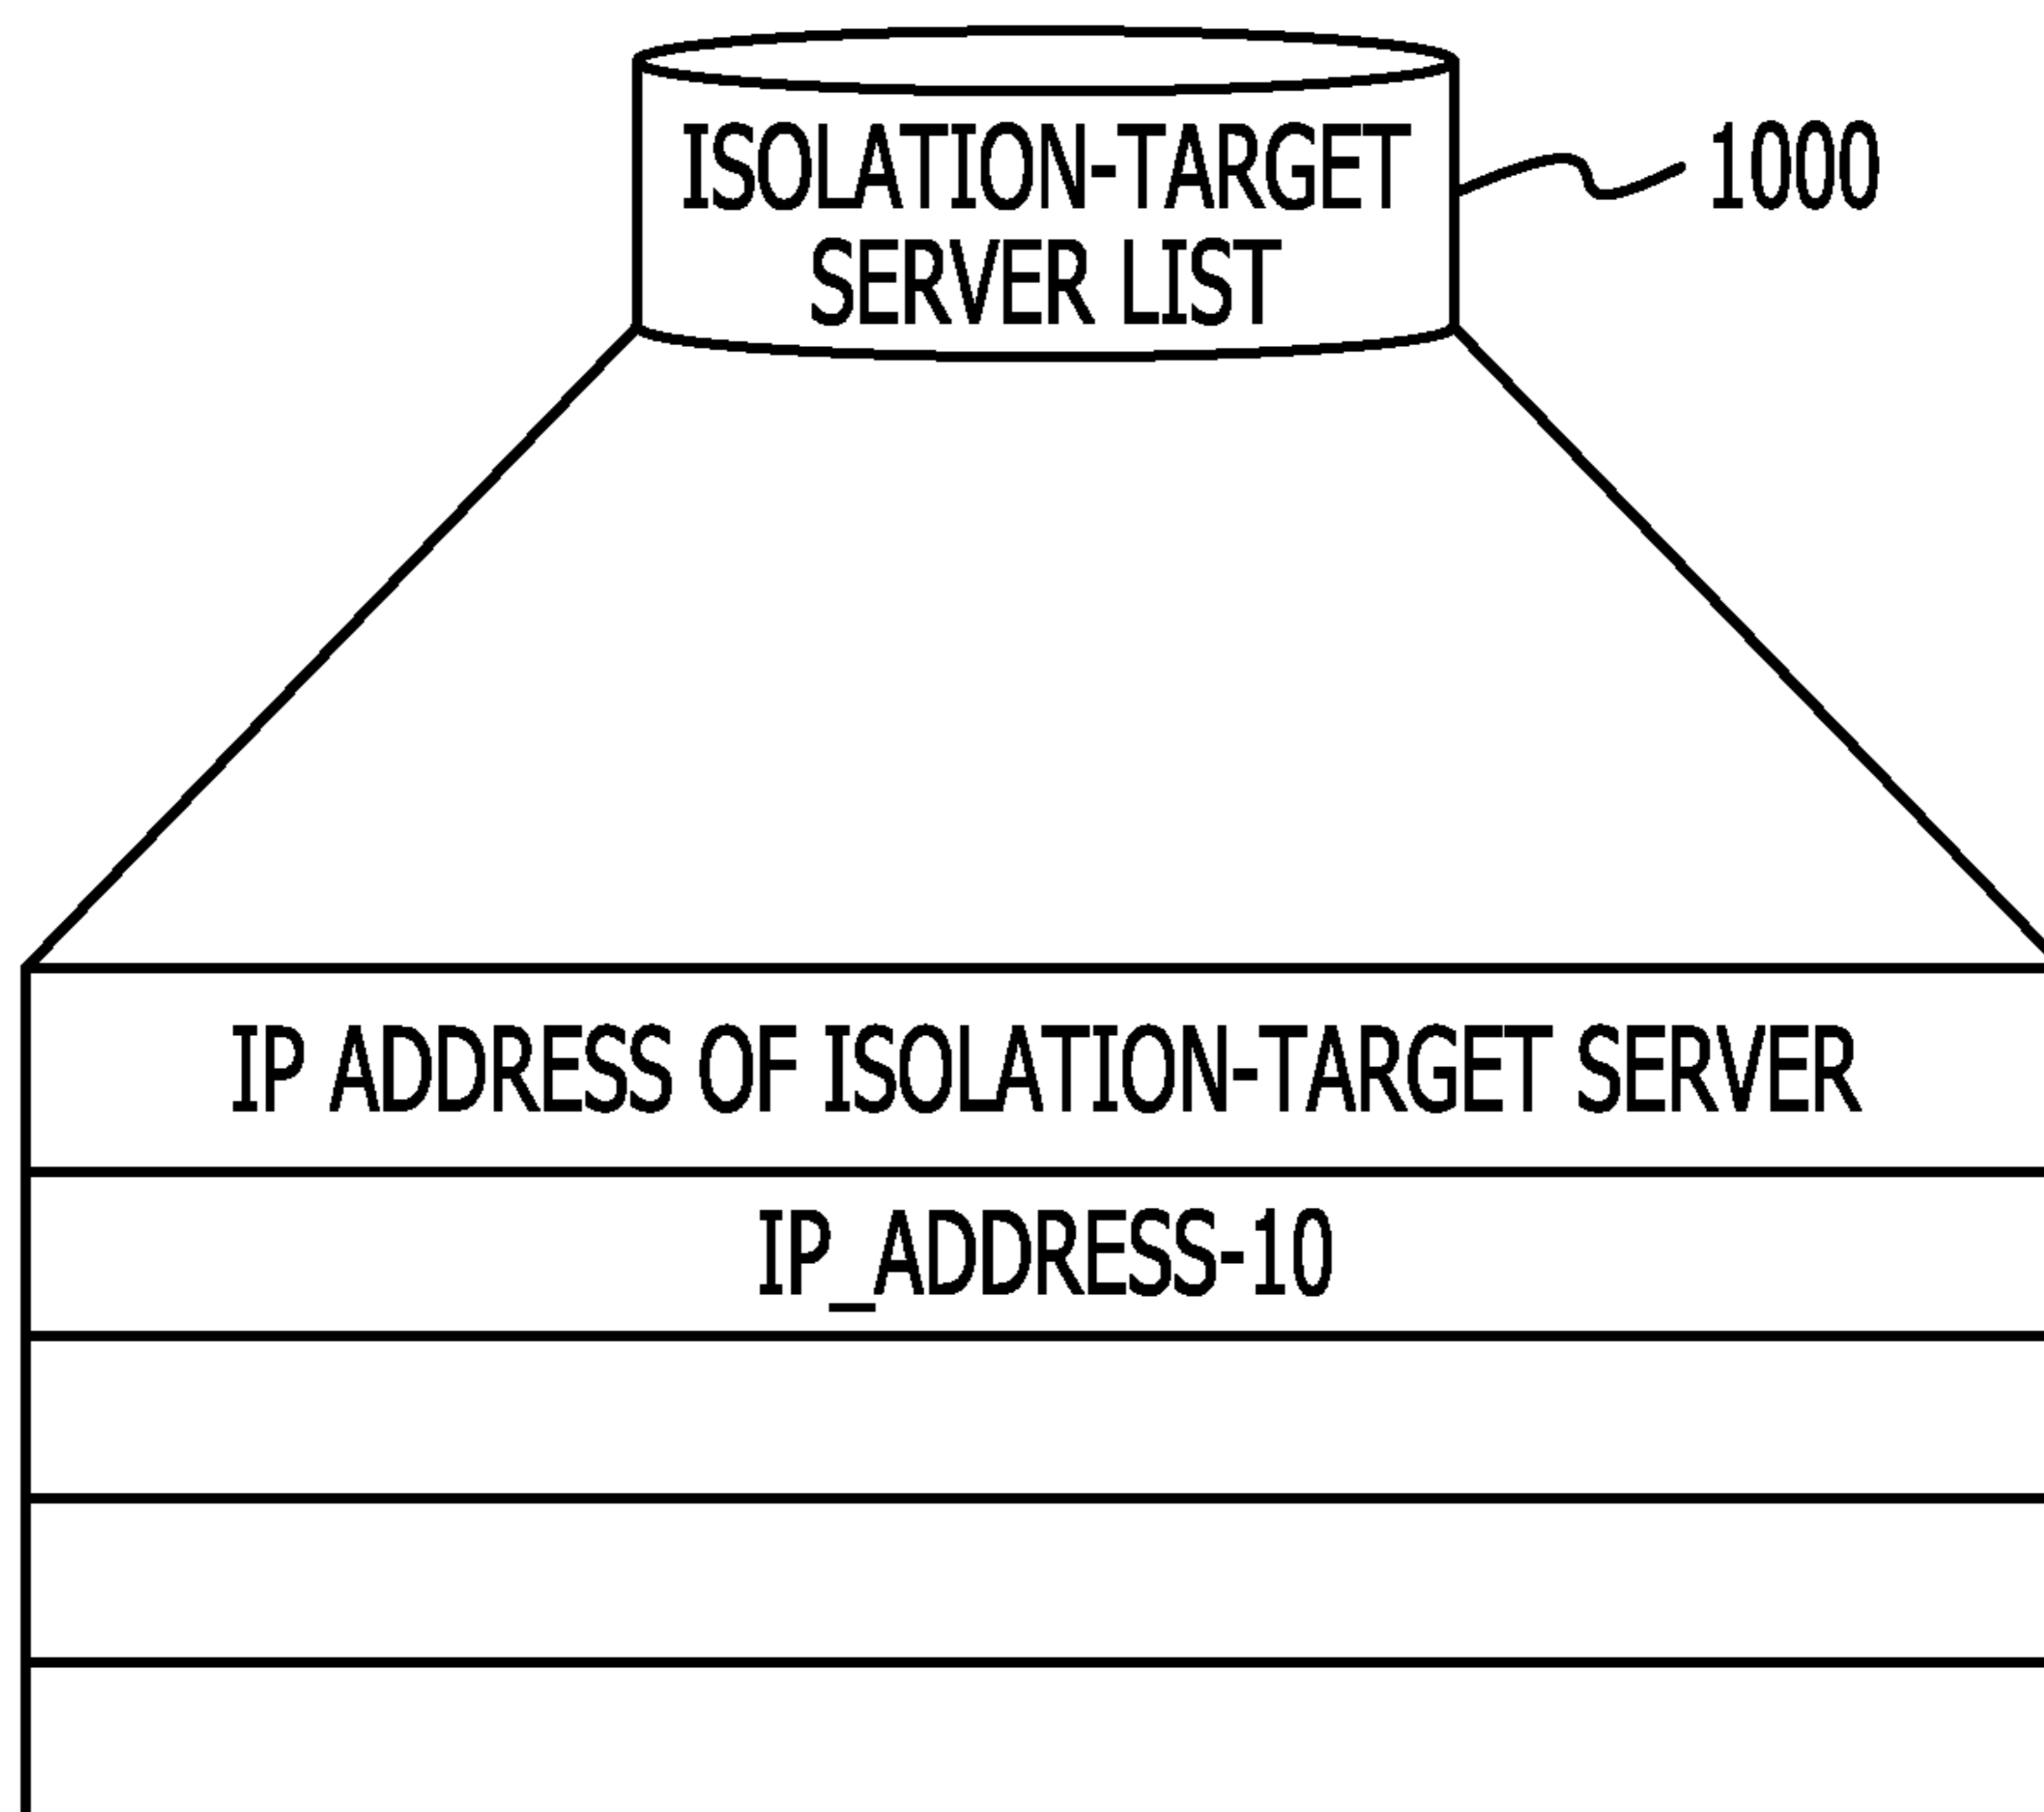 ISOLATION-TARGET
SERVER LIST
1000
IP ADDRESS OF ISOLATION-TARGET SERVER
IP_ADDRESS-10